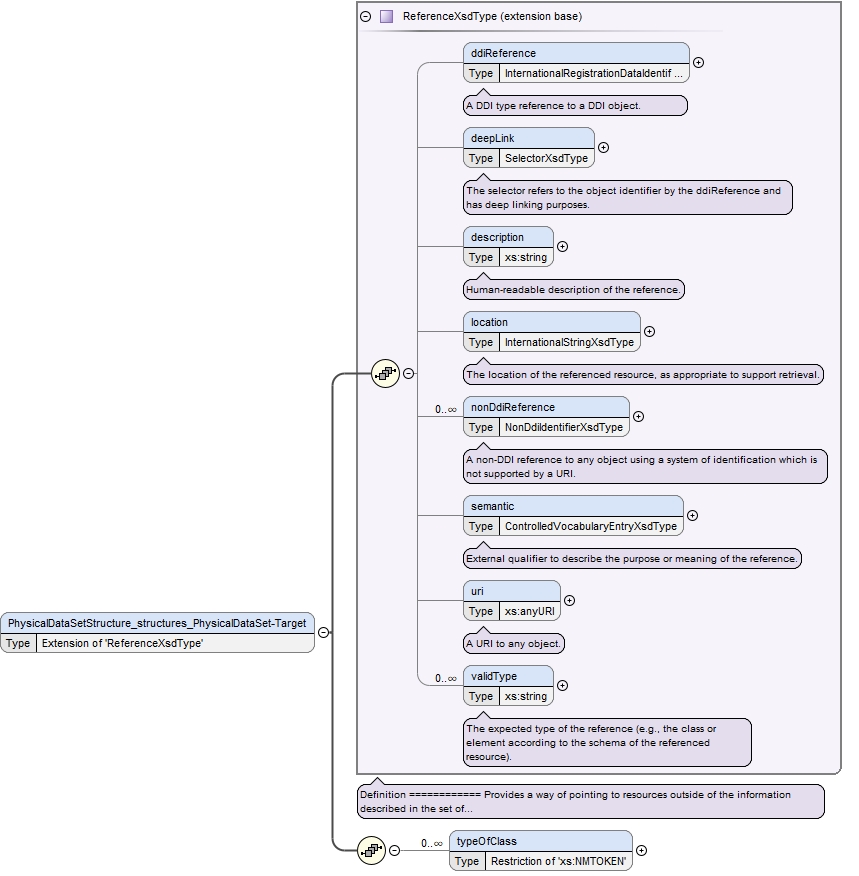 ReferenceXsdType (extension base)
ddiReference
Type InternationalRegistrationDataIdentif ...
A DDI type reference to a DDI object.
deepLink
Type SelectorXsdType
The selector refers to the object identifier by the ddiReference and
has deep linking purposes.
description
Type xs:string
Human-readable description of the reference.
location
Type InternationalStringXsdType
The location of the referenced resource, as appropriate to support retrieval.
0..∞ nonDdiReference
Type NonDdiIdentifierXsdType
A non-DDI reference to any object using a system of identification which is
not supported by a URI.
semantic
Type ControlledVocabularyEntryXsdType
External qualifier to describe the purpose or meaning of the reference.
uri
Type xs:anyURI
A URI to any object.
PhysicalDataSetStructure_structures_PhysicalDataSet-Target
Type Extension of 'ReferenceXsdType'
0..∞ validType
Type xs:string
The expected type of the reference (e.g., the class or
element according to the schema of the referenced
resource).
Definition ============ Provides a way of pointing to resources outside of the information
described in the set of...
0..∞ typeOfClass
Type Restriction of 'xs:NMTOKEN'